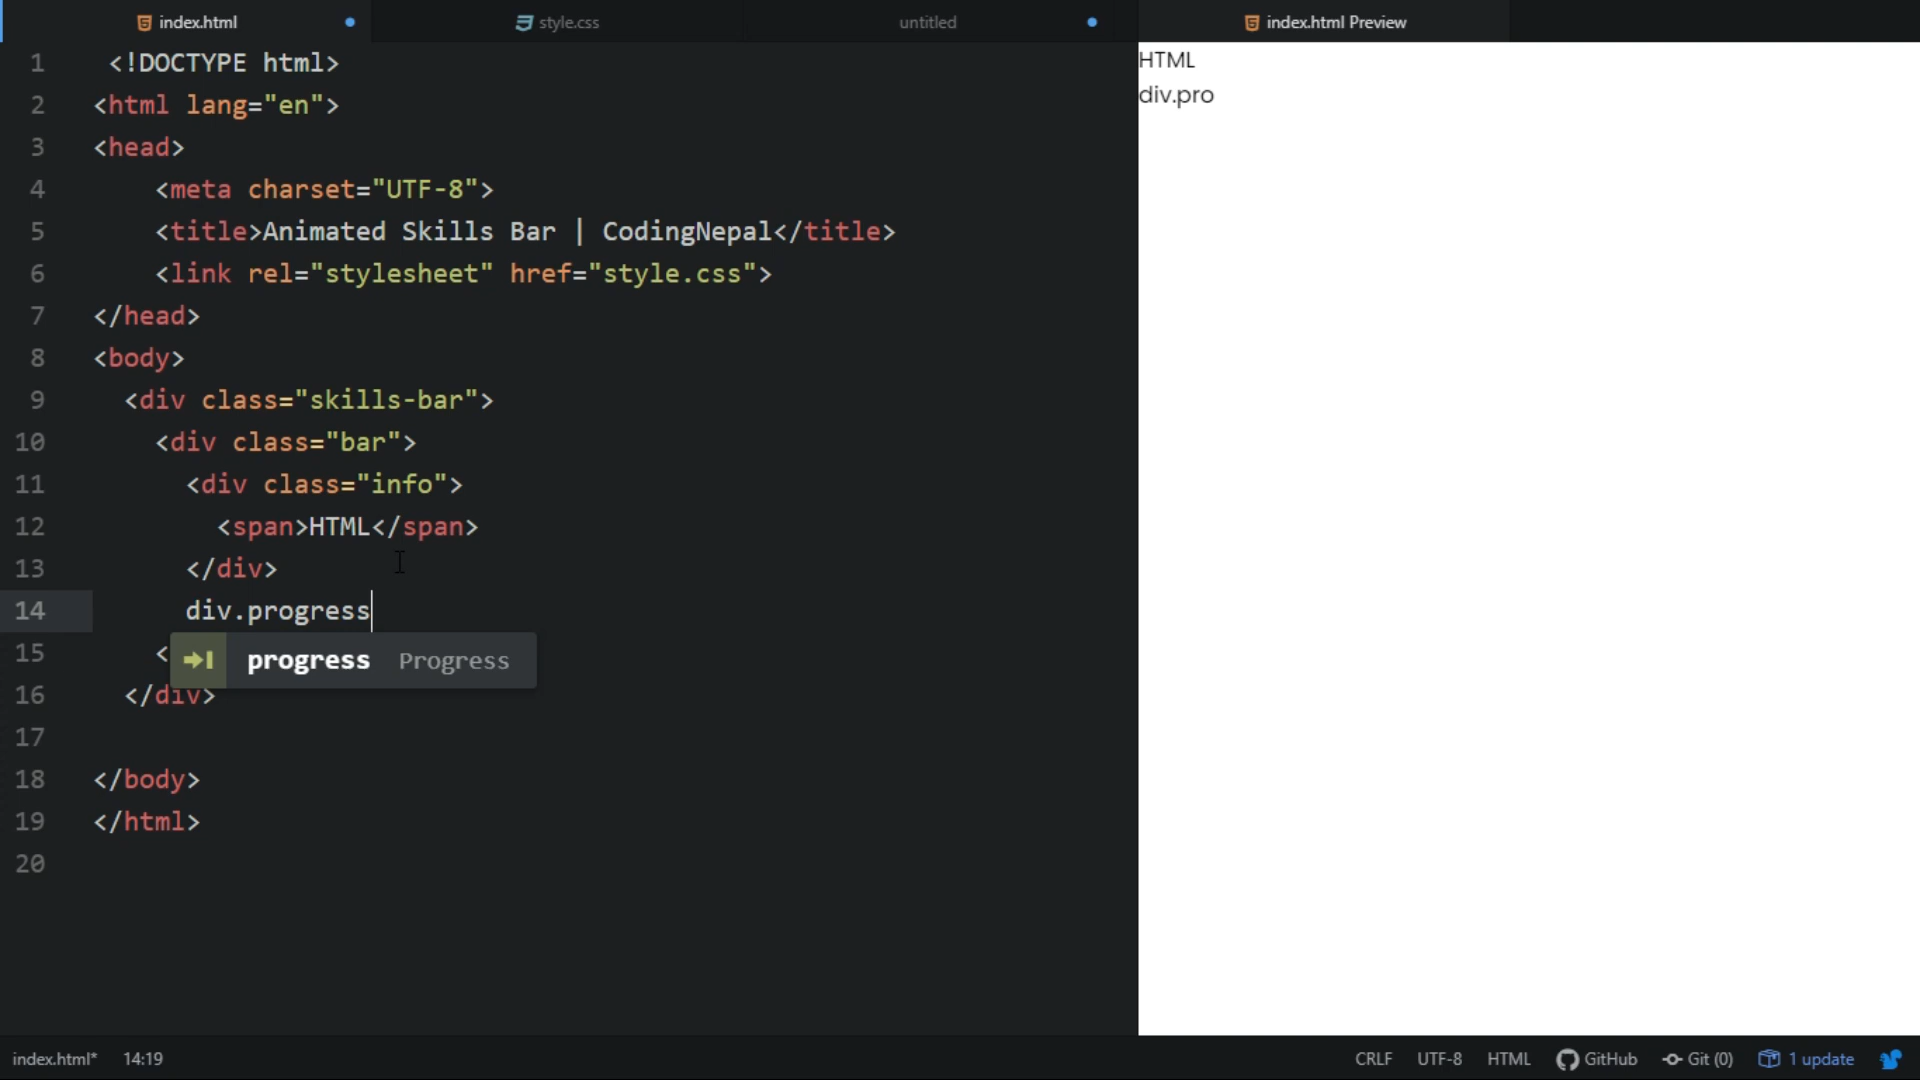 index.html
style.css
untitled
index.html Preview
1 <!DOCTYPE html>
2 <html lang="en">
3 <head>
4 <meta charset="UTF-8">
5 <title>Animated Skills Bar | CodingNepal</title>
6 <link rel="stylesheet" href="style.css">
7 </head>
8 <body>
9 <div class="skills-bar">
10 <div class="bar">
11 <div class="info">
12 <span>HTML</span>
13 </div>
14 div.progress
15 <
progress Progress
16 </div>
17
18 </body>
19 </html>
20
HTML
div.pro
index.html* 14:19
CRLF UTF-8 HTML GitHub Git (0) 1 update